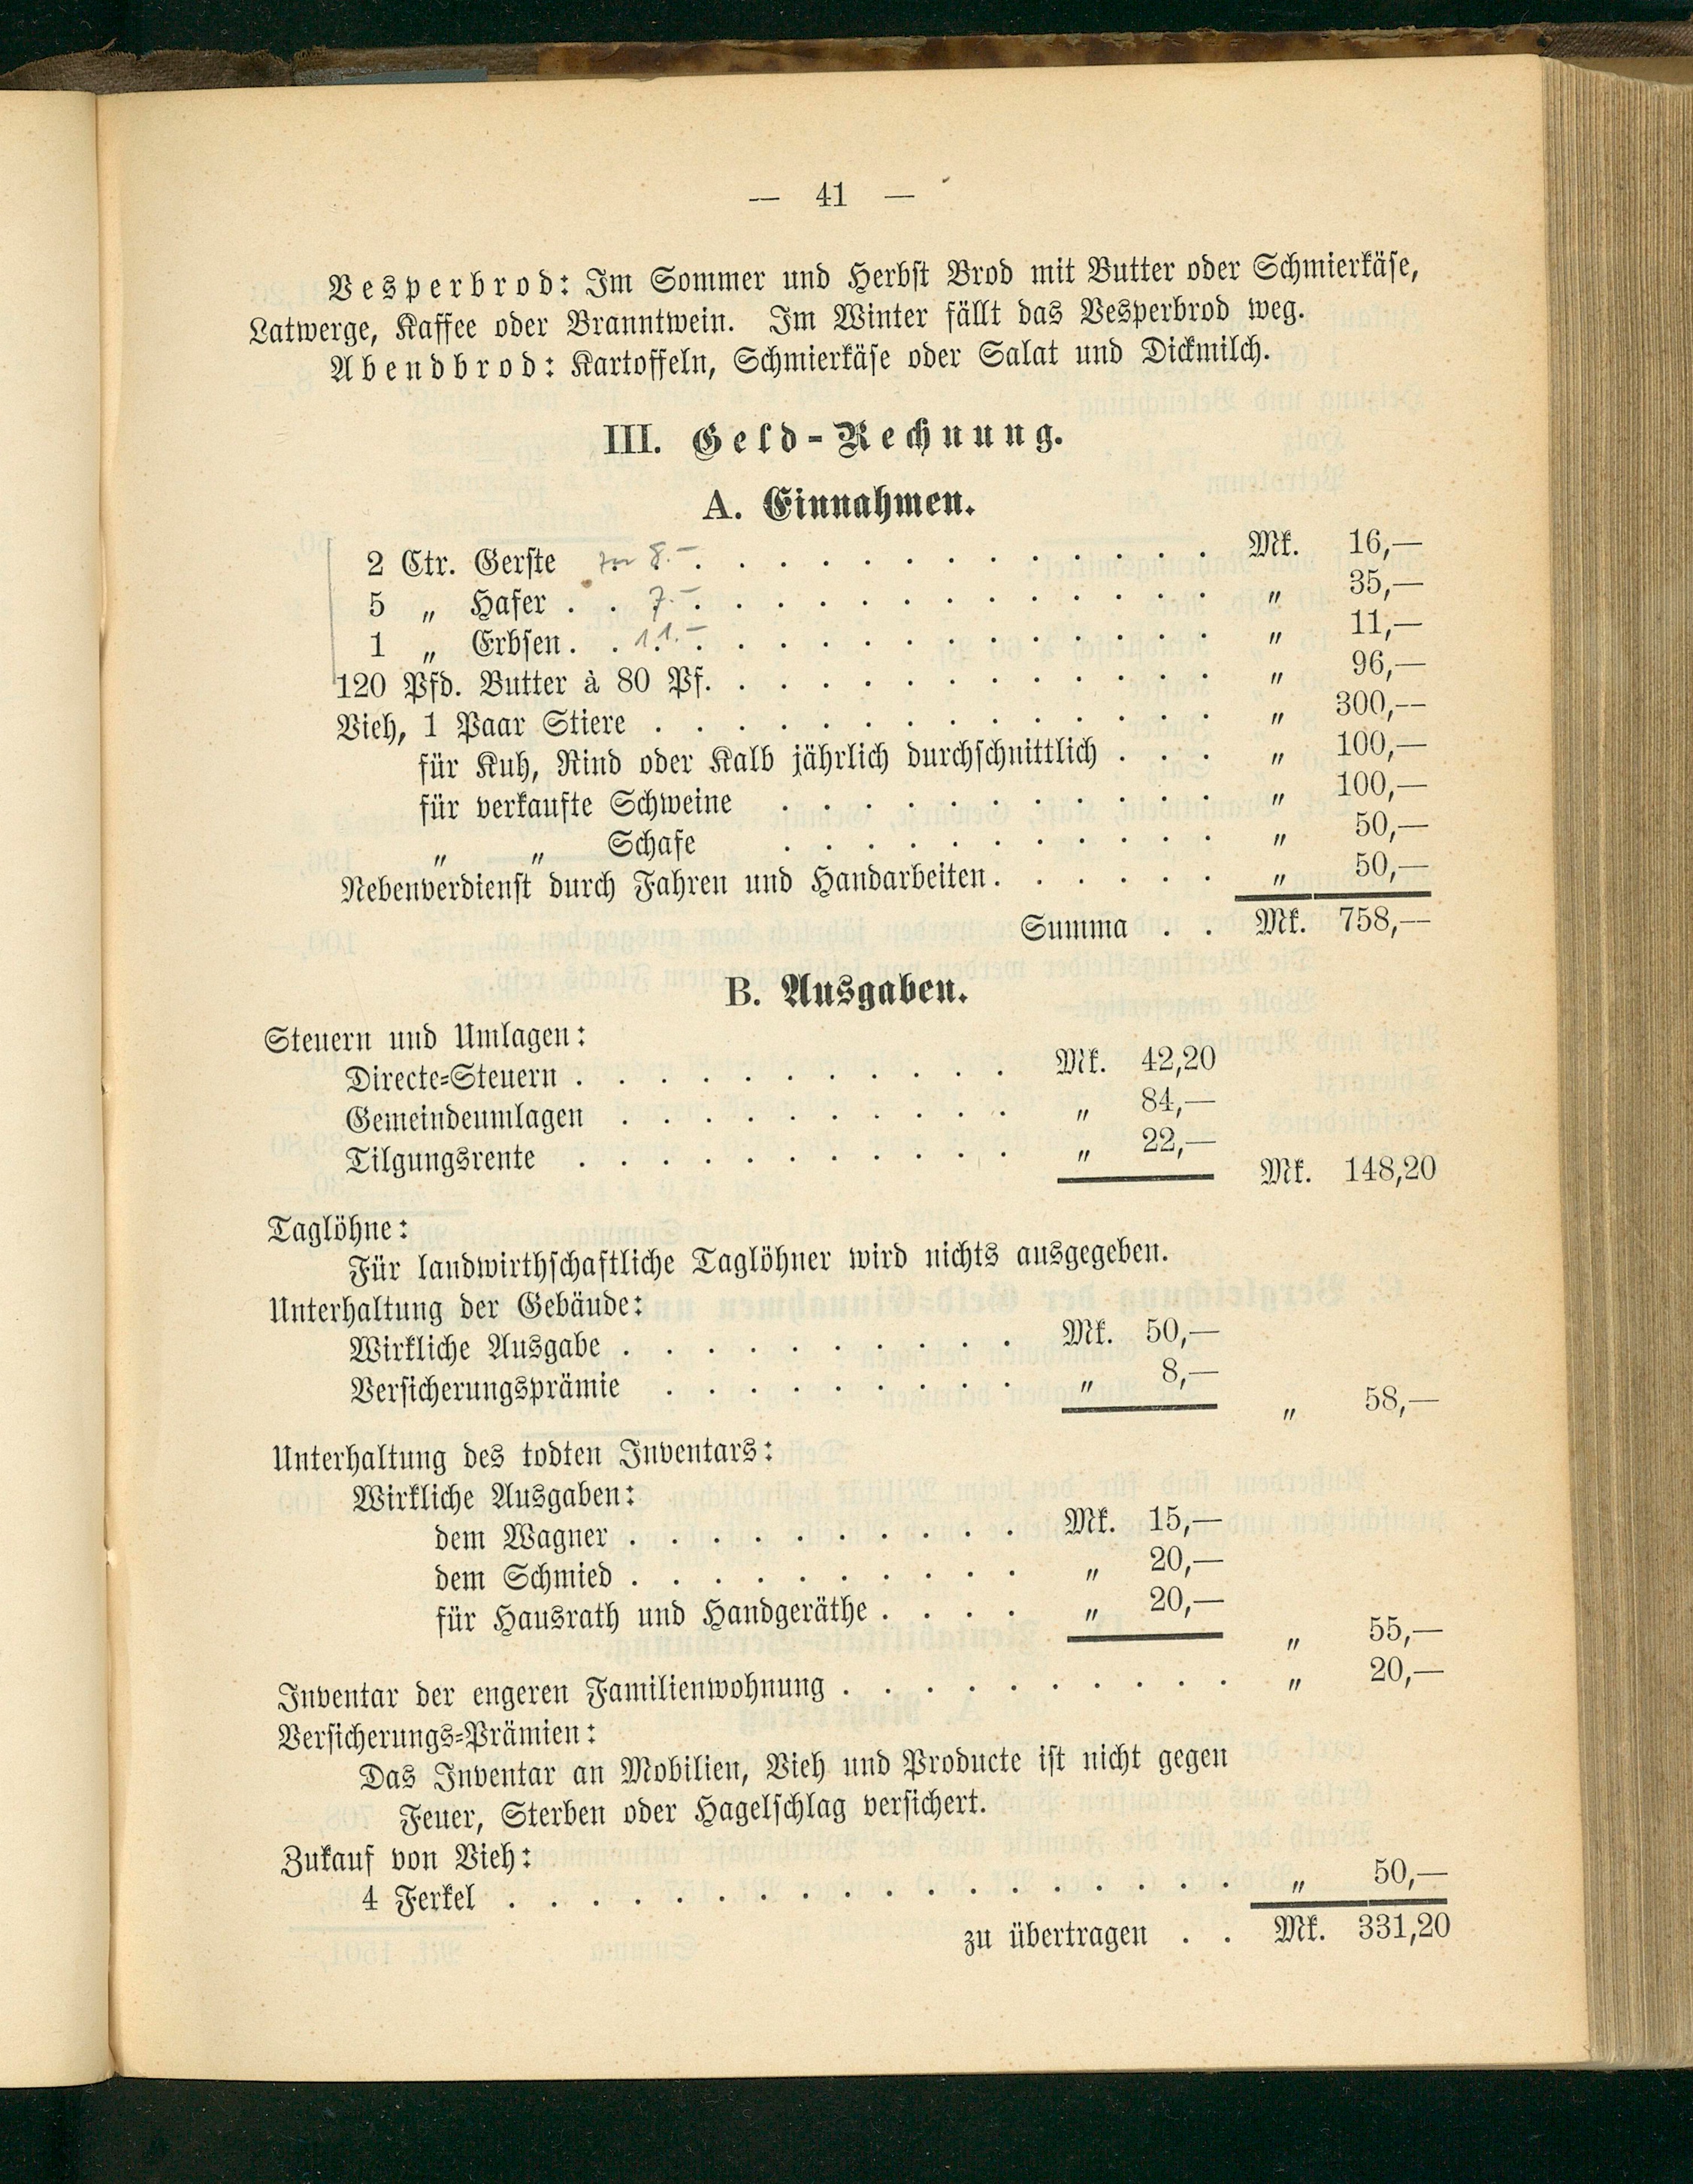 — 41 —
Vesperbrod: Im Sommer und Herbst Brod mit Butter oder Schmierkäse,
Latwerge, Kaffee oder Branntwein. Im Winter fällt das Vesperbrod weg.
Abendbrod: Kartoffeln, Schmierkäse oder Salat und Dickmilch.
III. Geld-Rechnung.
A. Einnahmen.
2 Ctr. Gerste 8.— . . . . . . . . . . . . . Mk. 16,—
5 „ Hafer . . 7.— . . . . . . . . . . . . . „ 35,—
1 „ Erbsen . . 11.— . . . . . . . . . . . . . „ 11,—
120 Pfd. Butter à 80 Pf. . . . . . . . . . . . . „ 96,—
Vieh, 1 Paar Stiere . . . . . . . . . . . . . . „ 300,—
für Kuh, Rind oder Kalb jährlich durchschnittlich . . . „ 100,—
für verkaufte Schweine . . . . . . . . . . . „ 100,—
„ „ Schafe . . . . . . . . . . . „ 50,—
Nebenverdienst durch Fahren und Handarbeiten . . . . . . „ 50,—
Summa . . Mk. 758,—
B. Ausgaben.
Steuern und Umlagen:
Directe-Steuern . . . . . . . . . . . Mk. 42,20
Gemeindeumlagen . . . . . . . . . . „ 84,—
Tilgungsrente . . . . . . . . . . . „ 22,—
Mk. 148,20
Taglöhne:
Für landwirthschaftliche Taglöhner wird nichts ausgegeben.
Unterhaltung der Gebäude:
Wirkliche Ausgabe . . . . . . . . . . Mk. 50,—
Versicherungsprämie . . . . . . . . . „ 8,—
„ 58,—
Unterhaltung des todten Inventars:
Wirkliche Ausgaben:
dem Wagner . . . . . . . . . . Mk. 15,—
dem Schmied . . . . . . . . . . „ 20,—
für Hausrath und Handgeräthe . . . . „ 20,—
„ 55,—
Inventar der engeren Familienwohnung . . . . . . . . . . „ 20,—
Versicherungs-Prämien:
Das Inventar an Mobilien, Vieh und Producte ist nicht gegen
Feuer, Sterben oder Hagelschlag versichert.
Zukauf von Vieh:
4 Ferkel . . . . . . . . . . . . . . . . . . „ 50,—
zu übertragen . . Mk. 331,20